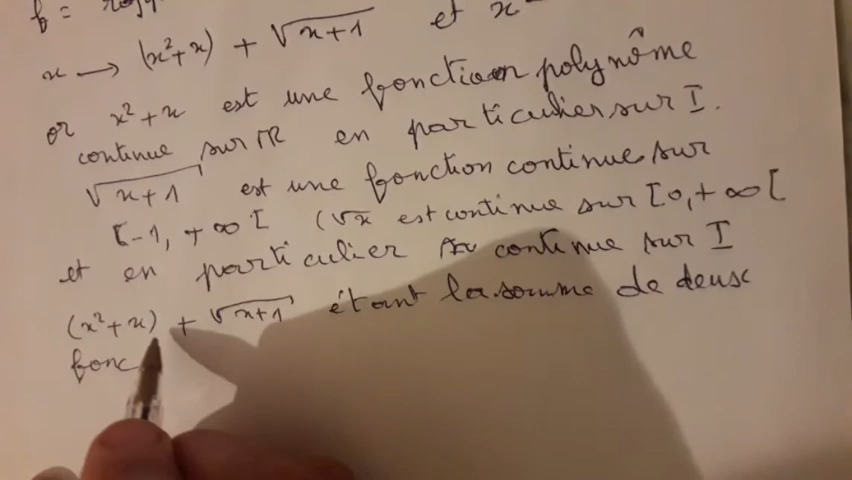 f =
x → (x²+x) + √x+1 et x
or x²+x est une fonction polynôme
continue sur ℝ en particulier sur I.
√x+1 est une fonction continue sur
[-1, +∞[ (√x est continue sur [0,+∞[
et en particulier continue sur I
(x²+x) + √x+1 étant la somme de deux
fonc